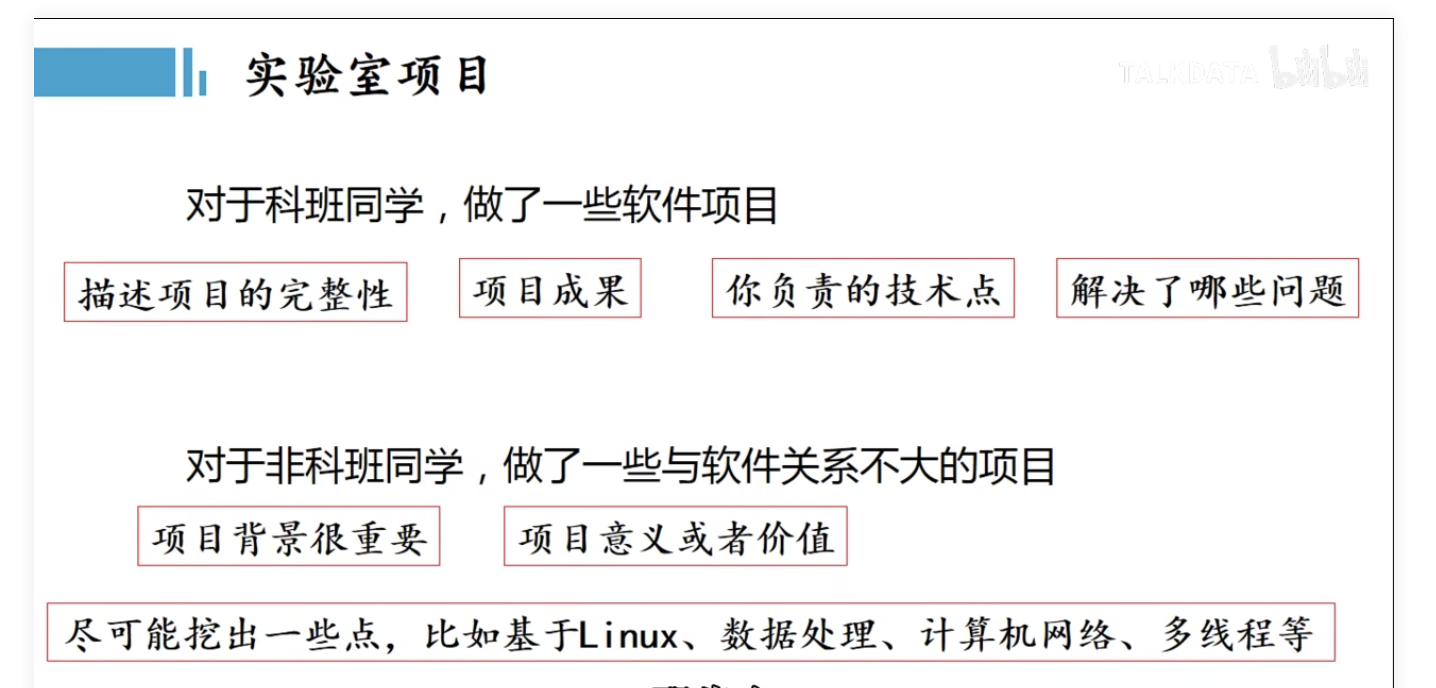 实验室项目
TALKDATA bilibili
对于科班同学，做了一些软件项目
描述项目的完整性 项目成果 你负责的技术点 解决了哪些问题
对于非科班同学，做了一些与软件关系不大的项目
项目背景很重要 项目意义或者价值
尽可能挖出一些点，比如基于Linux、数据处理、计算机网络、多线程等